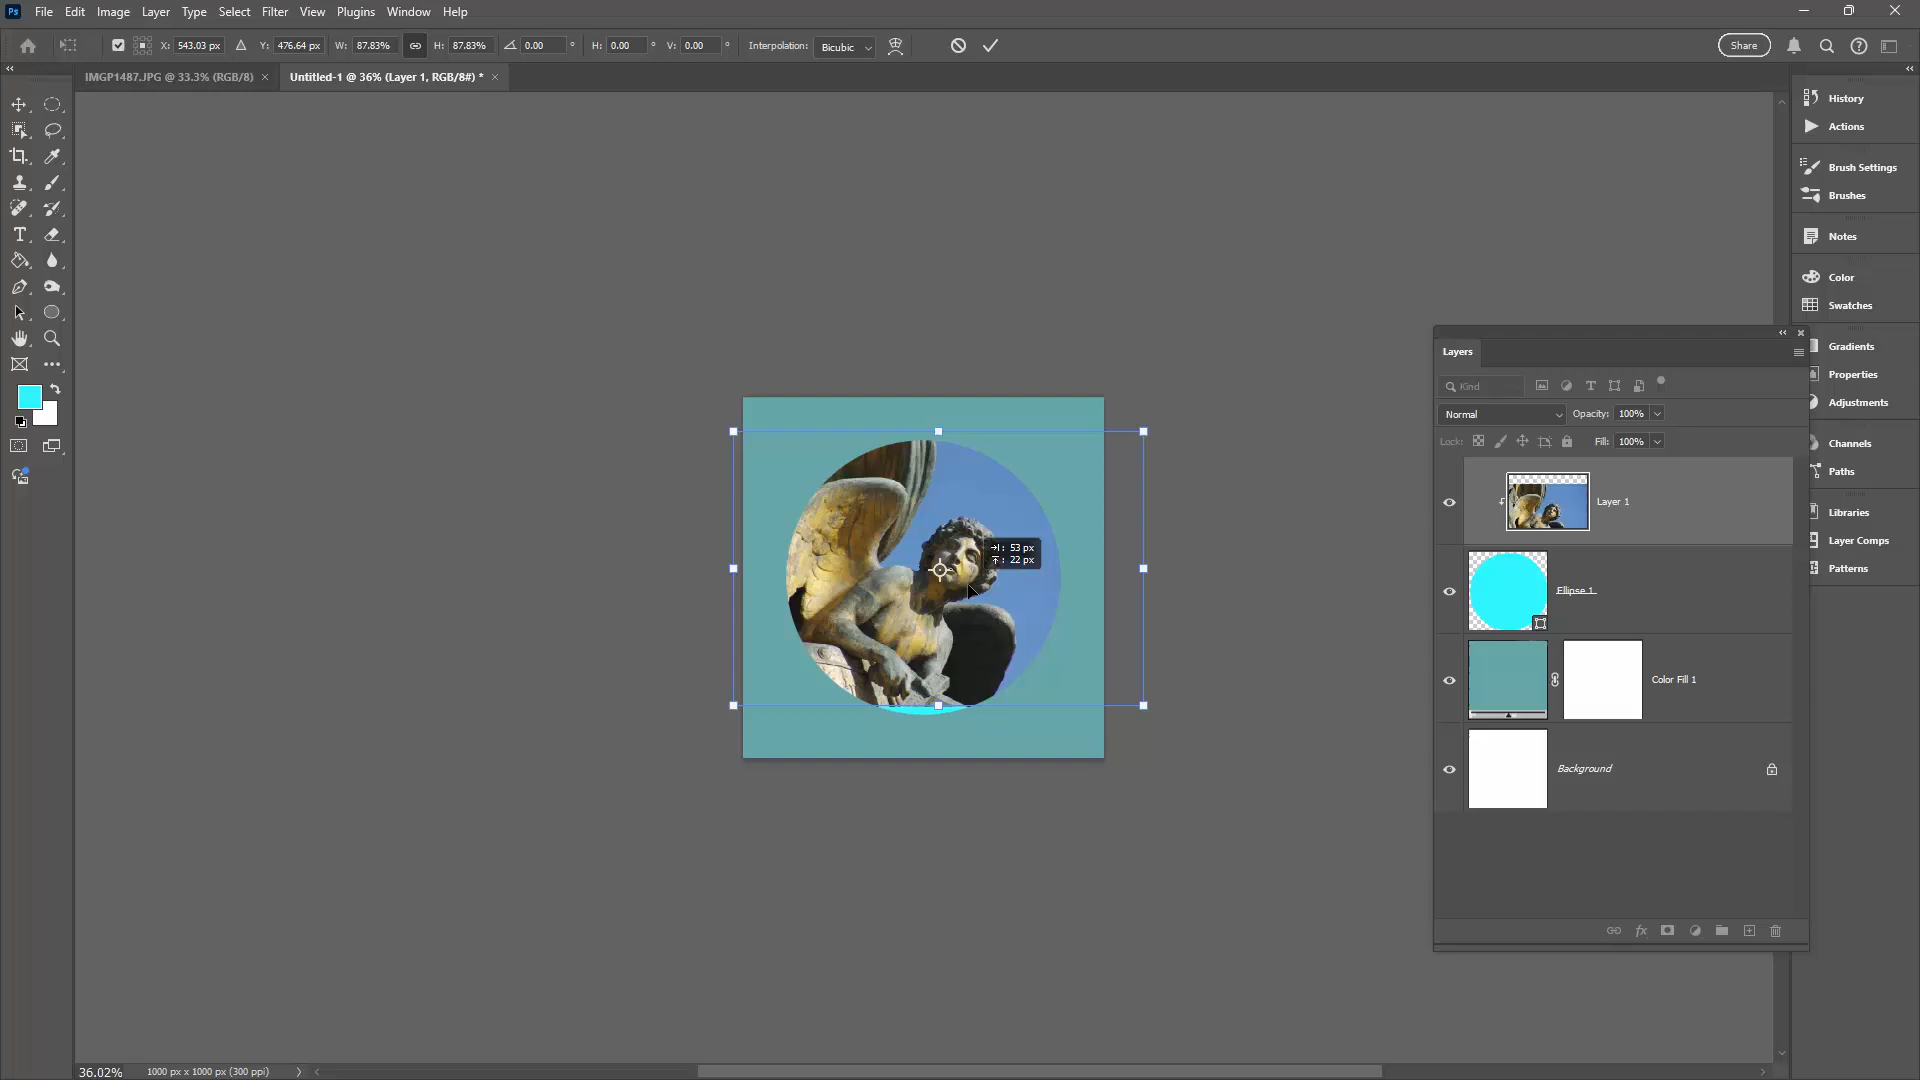 Ps File Edit Image Layer Type Select Filter View Plugins Window Help
X: 543.03 px Y: 476.64 px W: 87.83% H: 87.83% 0.00 ° H: 0.00 ° V: 0.00 ° Interpolation: Bicubic Share
IMGP1487.JPG @ 33.3% (RGB/8) × Untitled-1 @ 36% (Layer 1, RGB/8#) * ×
History
Actions
Brush Settings
Brushes
Notes
Color
Swatches
Gradients
Properties
Adjustments
Channels
Paths
Libraries
Layer Comps
Patterns
Layers
Kind
Normal Opacity: 100%
Lock: Fill: 100%
Layer 1
Ellipse 1
Color Fill 1
Background
: 53 px
: 22 px
36.02% 1000 px x 1000 px (300 ppi)